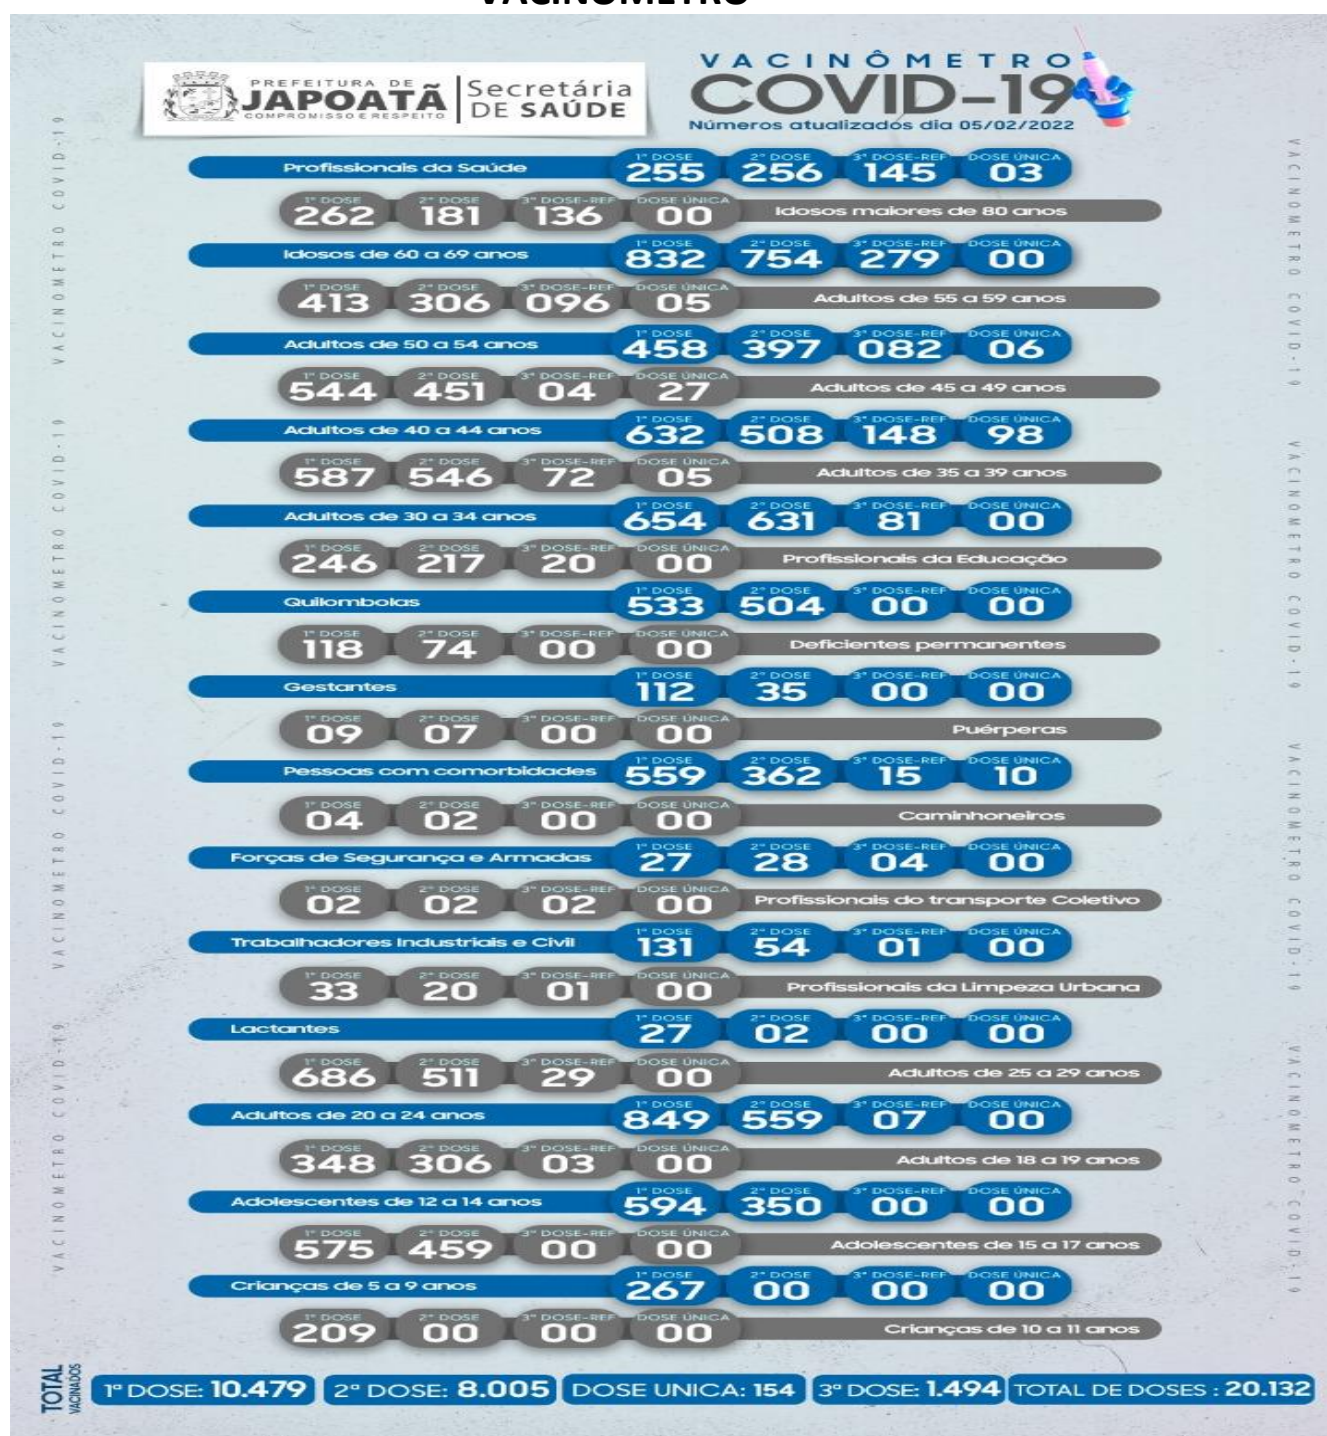 VACINÔMETRO
PREFEITURA DE
JAPOATÃ
COMPROMISSO E RESPEITO
Secretária
DE SAÚDE
VACINÔMETRO
COVID-19
Números atualizados dia 05/02/2022
Profissionais da Saúde 1ª DOSE 255 2ª DOSE 256 3ª DOSE-REF 145 DOSE ÚNICA 03
1ª DOSE 262 2ª DOSE 181 3ª DOSE-REF 136 DOSE ÚNICA 00 Idosos maiores de 80 anos
Idosos de 60 a 69 anos 1ª DOSE 832 2ª DOSE 754 3ª DOSE-REF 279 DOSE ÚNICA 00
1ª DOSE 413 2ª DOSE 306 3ª DOSE-REF 096 DOSE ÚNICA 05 Adultos de 55 a 59 anos
Adultos de 50 a 54 anos 1ª DOSE 458 2ª DOSE 397 3ª DOSE-REF 082 DOSE ÚNICA 06
1ª DOSE 544 2ª DOSE 451 3ª DOSE-REF 04 DOSE ÚNICA 27 Adultos de 45 a 49 anos
Adultos de 40 a 44 anos 1ª DOSE 632 2ª DOSE 508 3ª DOSE-REF 148 DOSE ÚNICA 98
1ª DOSE 587 2ª DOSE 546 3ª DOSE-REF 72 DOSE ÚNICA 05 Adultos de 35 a 39 anos
Adultos de 30 a 34 anos 1ª DOSE 654 2ª DOSE 631 3ª DOSE-REF 81 DOSE ÚNICA 00
1ª DOSE 246 2ª DOSE 217 3ª DOSE-REF 20 DOSE ÚNICA 00 Profissionais da Educação
Quilombolas 1ª DOSE 533 2ª DOSE 504 3ª DOSE-REF 00 DOSE ÚNICA 00
1ª DOSE 118 2ª DOSE 74 3ª DOSE-REF 00 DOSE ÚNICA 00 Deficientes permanentes
Gestantes 1ª DOSE 112 2ª DOSE 35 3ª DOSE-REF 00 DOSE ÚNICA 00
1ª DOSE 09 2ª DOSE 07 3ª DOSE-REF 00 DOSE ÚNICA 00 Puérperas
Pessoas com comorbidades 1ª DOSE 559 2ª DOSE 362 3ª DOSE-REF 15 DOSE ÚNICA 10
1ª DOSE 04 2ª DOSE 02 3ª DOSE-REF 00 DOSE ÚNICA 00 Caminhoneiros
Forças de Segurança e Armadas 1ª DOSE 27 2ª DOSE 28 3ª DOSE-REF 04 DOSE ÚNICA 00
1ª DOSE 02 2ª DOSE 02 3ª DOSE-REF 02 DOSE ÚNICA 00 Profissionais do transporte Coletivo
Trabalhadores Industriais e Civil 1ª DOSE 131 2ª DOSE 54 3ª DOSE-REF 01 DOSE ÚNICA 00
1ª DOSE 33 2ª DOSE 20 3ª DOSE-REF 01 DOSE ÚNICA 00 Profissionais da Limpeza Urbana
Lactantes 1ª DOSE 27 2ª DOSE 02 3ª DOSE-REF 00 DOSE ÚNICA 00
1ª DOSE 686 2ª DOSE 511 3ª DOSE-REF 29 DOSE ÚNICA 00 Adultos de 25 a 29 anos
Adultos de 20 a 24 anos 1ª DOSE 849 2ª DOSE 559 3ª DOSE-REF 07 DOSE ÚNICA 00
1ª DOSE 348 2ª DOSE 306 3ª DOSE-REF 03 DOSE ÚNICA 00 Adultos de 18 a 19 anos
Adolescentes de 12 a 14 anos 1ª DOSE 594 2ª DOSE 350 3ª DOSE-REF 00 DOSE ÚNICA 00
1ª DOSE 575 2ª DOSE 459 3ª DOSE-REF 00 DOSE ÚNICA 00 Adolescentes de 15 a 17 anos
Crianças de 5 a 9 anos 1ª DOSE 267 2ª DOSE 00 3ª DOSE-REF 00 DOSE ÚNICA 00
1ª DOSE 209 2ª DOSE 00 3ª DOSE-REF 00 DOSE ÚNICA 00 Crianças de 10 a 11 anos
TOTAL
VACINADOS
1ª DOSE: 10.479 2ª DOSE: 8.005 DOSE UNICA: 154 3ª DOSE: 1.494 TOTAL DE DOSES : 20.132
VACINOMETRO COVID-19 VACINOMETRO COVID-19 VACINOMETRO COVID-19 VACINOMETRO COVID-19
VACINOMETRO COVID-19 VACINOMETRO COVID-19 VACINOMETRO COVID-19 VACINOMETRO COVID-19